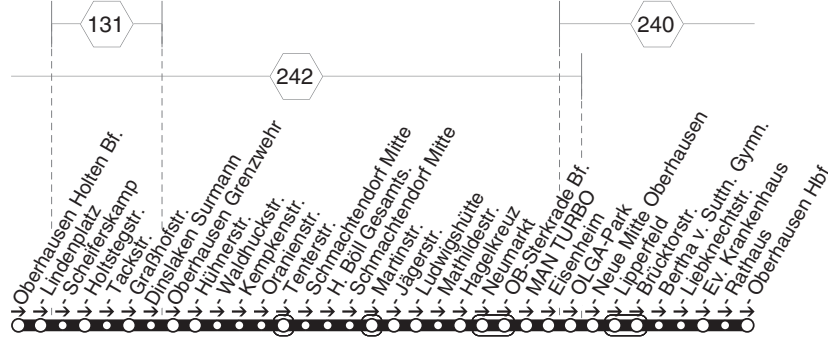 131
240
242
Oberhausen Holten Bf.
Lindenplatz
Scheiferskamp
Holtstegstr.
Tackstr.
Graßhofstr.
Dinslaken Surmann
Oberhausen Grenzwehr
Hühnerstr.
Waldhuckstr.
Kempkenstr.
Oranienstr.
Tenterstr.
Schmachtendorf Mitte
H. Böll Gesamts.
Schmachtendorf Mitte
Martinstr.
Jägerstr.
Ludwigshütte
Mathildestr.
Hagelkreuz
Neumarkt
OB-Sterkrade Bf.
MAN TURBO
Eisenheim
OLGA-Park
Neue Mitte Oberhausen
Lipperfeld
Brücktorstr.
Bertha v. Suttn. Gymn.
Liebknechtstr.
Ev. Krankenhaus
Rathaus
Oberhausen Hbf